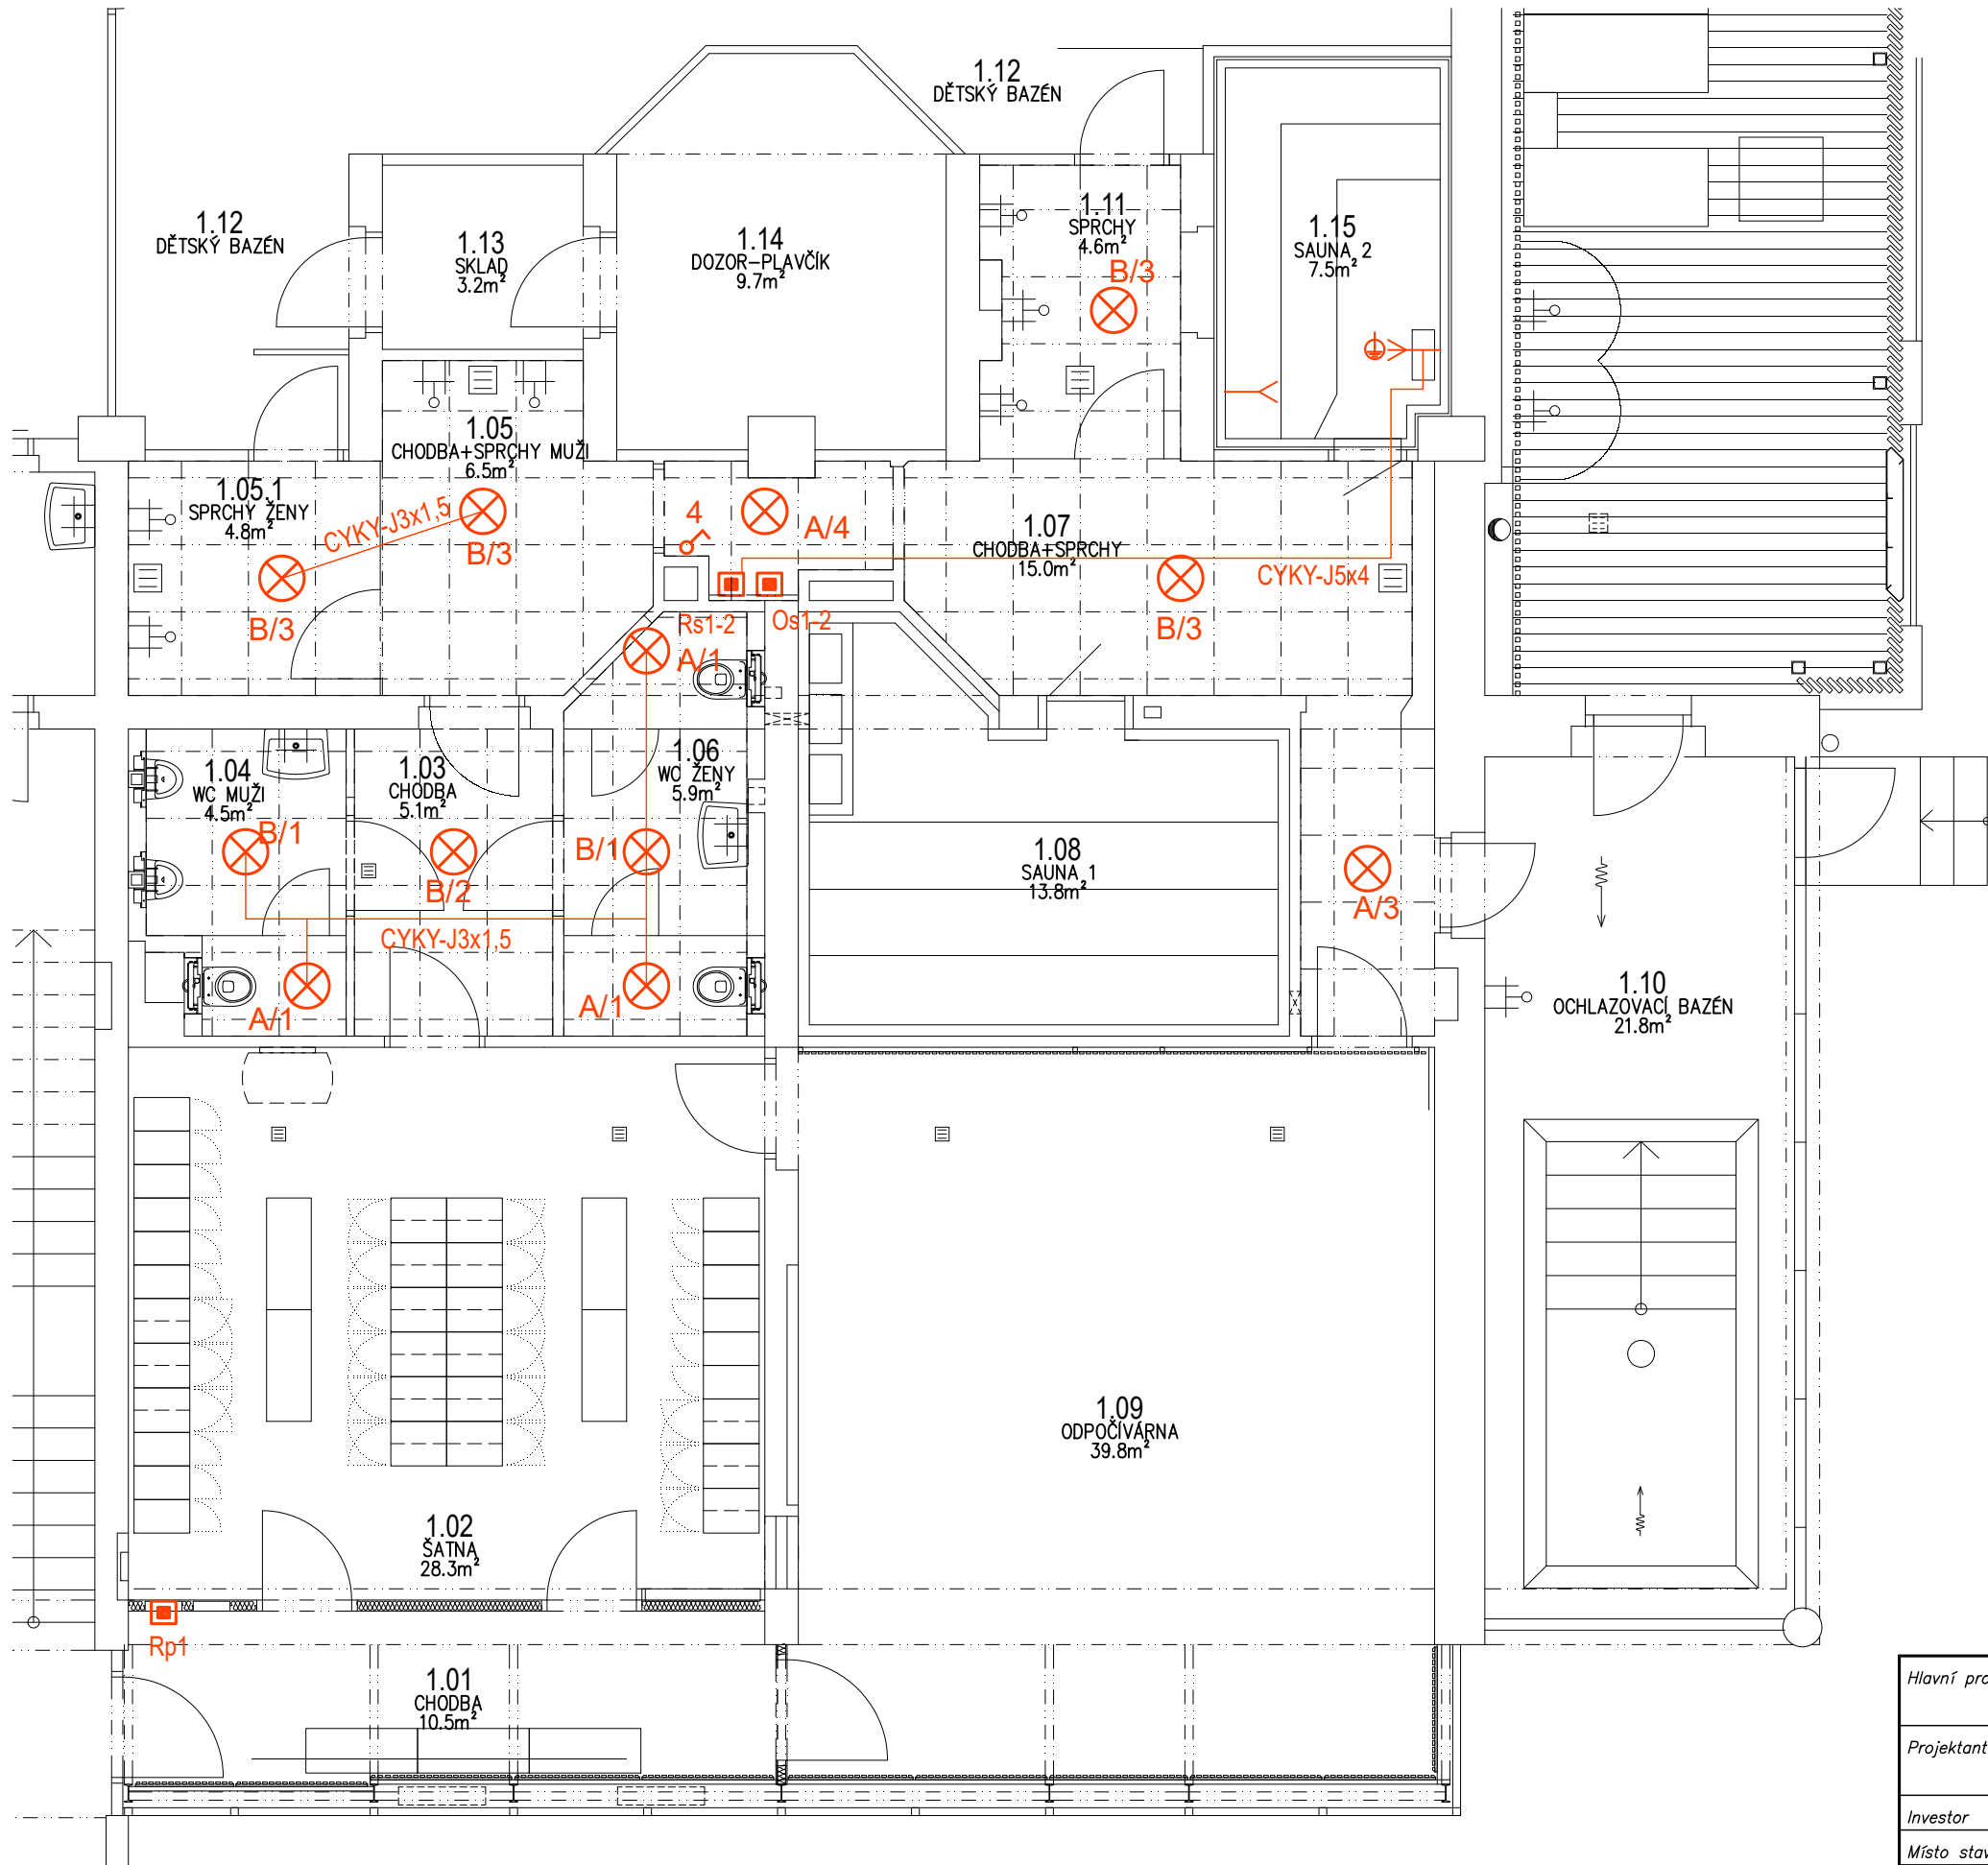 1.12
DĚTSKÝ BAZÉN
1.12
DĚTSKÝ BAZÉN
1.13
SKLAD
3.2m²
1.14
DOZOR-PLAVČÍK
9.7m²
1.11
SPRCHY
4.6m²
B/3
1.15
SAUNA 2
7.5m²
1.05
CHODBA+SPRCHY MUŽI
6.5m²
1.05.1
SPRCHY ŽENY
4.8m²
CYKY-J3x1,5
B/3
B/3
4
A/4
1.07
CHODBA+SPRCHY
15.0m²
CYKY-J5x4
B/3
Rs1-2
Os1-2
A/1
1.04
WC MUŽI
4.5m²
B/1
1.03
CHODBA
5.1m²
B/2
1.06
WC ŽENY
5.9m²
B/1
CYKY-J3x1,5
A/1
A/1
1.08
SAUNA 1
13.8m²
A/3
1.10
OCHLAZOVACÍ BAZÉN
21.8m²
1.09
ODPOČÍVÁRNA
39.8m²
1.02
ŠATNA
28.3m²
Rp1
1.01
CHODBA
10.5m²
Hlavní pro
Projektant
Investor
Místo stav